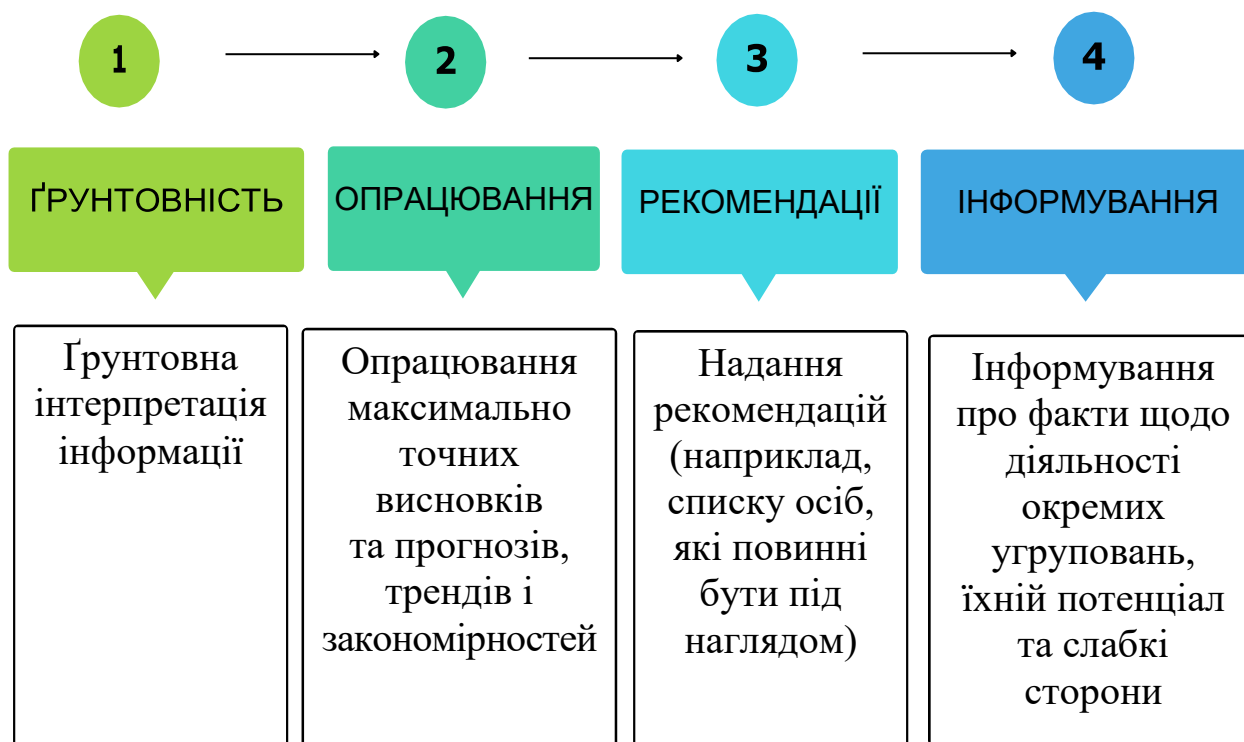 1
2
3
4
ҐРУНТОВНІСТЬ
ОПРАЦЮВАННЯ
РЕКОМЕНДАЦІЇ
ІНФОРМУВАННЯ
Ґрунтовна
інтерпретація
інформації
Опрацювання
максимально
точних
висновків
та прогнозів,
трендів і
закономірностей
Надання
рекомендацій
(наприклад,
списку осіб,
які повинні
бути під
наглядом)
Інформування
про факти щодо
діяльності
окремих
угруповань,
їхній потенціал
та слабкі
сторони